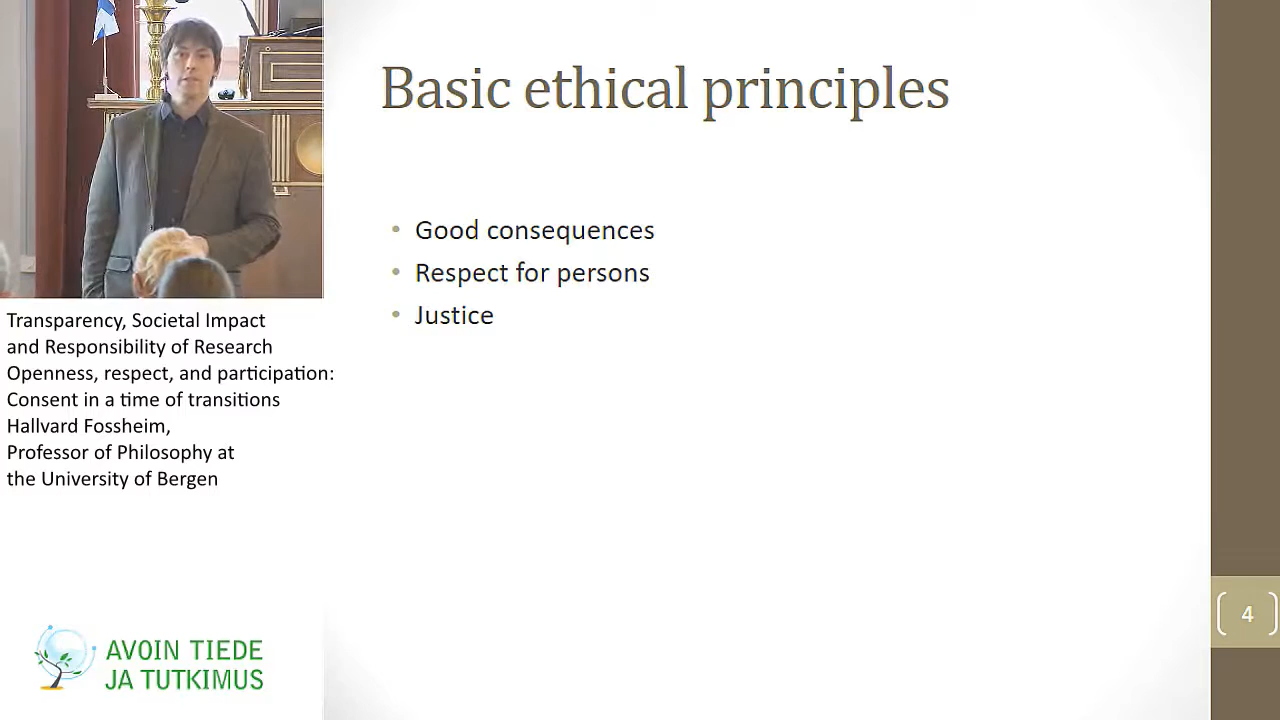 Basic ethical principles
• Good consequences
• Respect for persons
• Justice
Transparency, Societal Impact
and Responsibility of Research
Openness, respect, and participation:
Consent in a time of transitions
Hallvard Fossheim,
Professor of Philosophy at
the University of Bergen
AVOIN TIEDE
JA TUTKIMUS
4